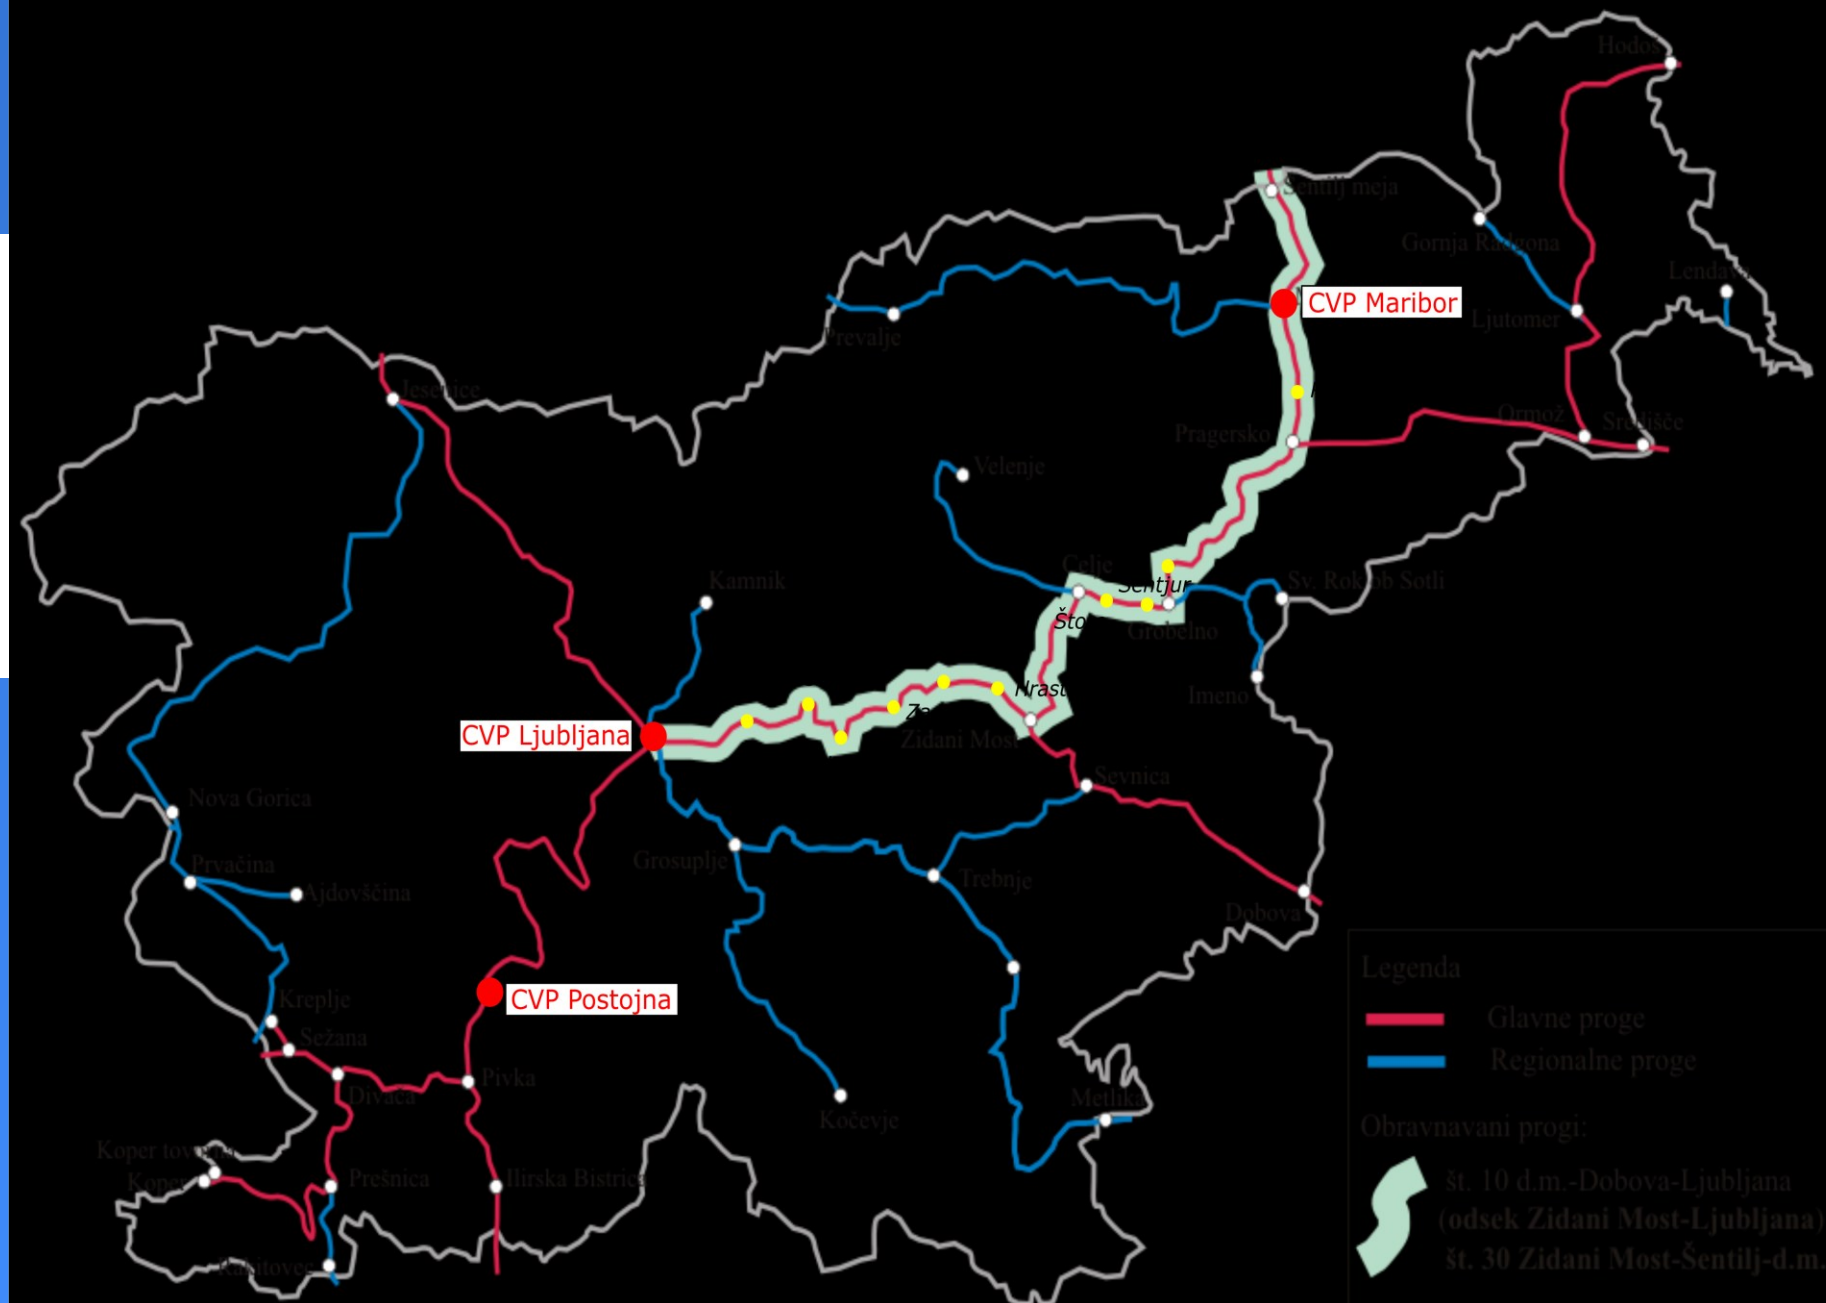 Hodoš
Šentilj meja
Gornja Radgona
Lendava
CVP Maribor
Ljutomer
Prevalje
Jesenice
Ormož
Središče
Pragersko
Velenje
Celje
Šentjur
Sv. Rok ob Sotli
Kamnik
Grobelno
Imeno
CVP Ljubljana
Zidani Most
Sevnica
Nova Gorica
Grosuplje
Prvačina
Ajdovščina
Trebnje
Dobova
CVP Postojna
Kreplje
Sežana
Pivka
Divača
Kočevje
Metlika
Koper tovorna
Koper
Prešnica
Ilirska Bistrica
Rakitovec
Legenda
Glavne proge
Regionalne proge
Obravnavani progi:
št. 10 d.m.-Dobova-Ljubljana
(odsek Zidani Most-Ljubljana)
št. 30 Zidani Most-Šentilj-d.m.